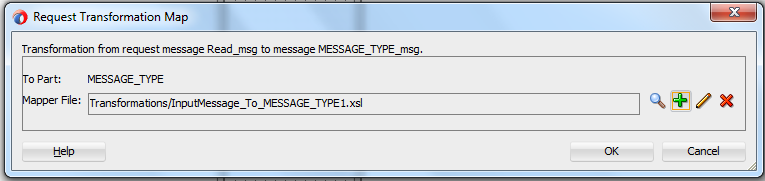 Request Transformation Map
Transformation from request message Read_msg to message MESSAGE_TYPE_msg.
To Part: MESSAGE_TYPE
Mapper File: Transformations/InputMessage_To_MESSAGE_TYPE1.xsl
Help OK Cancel